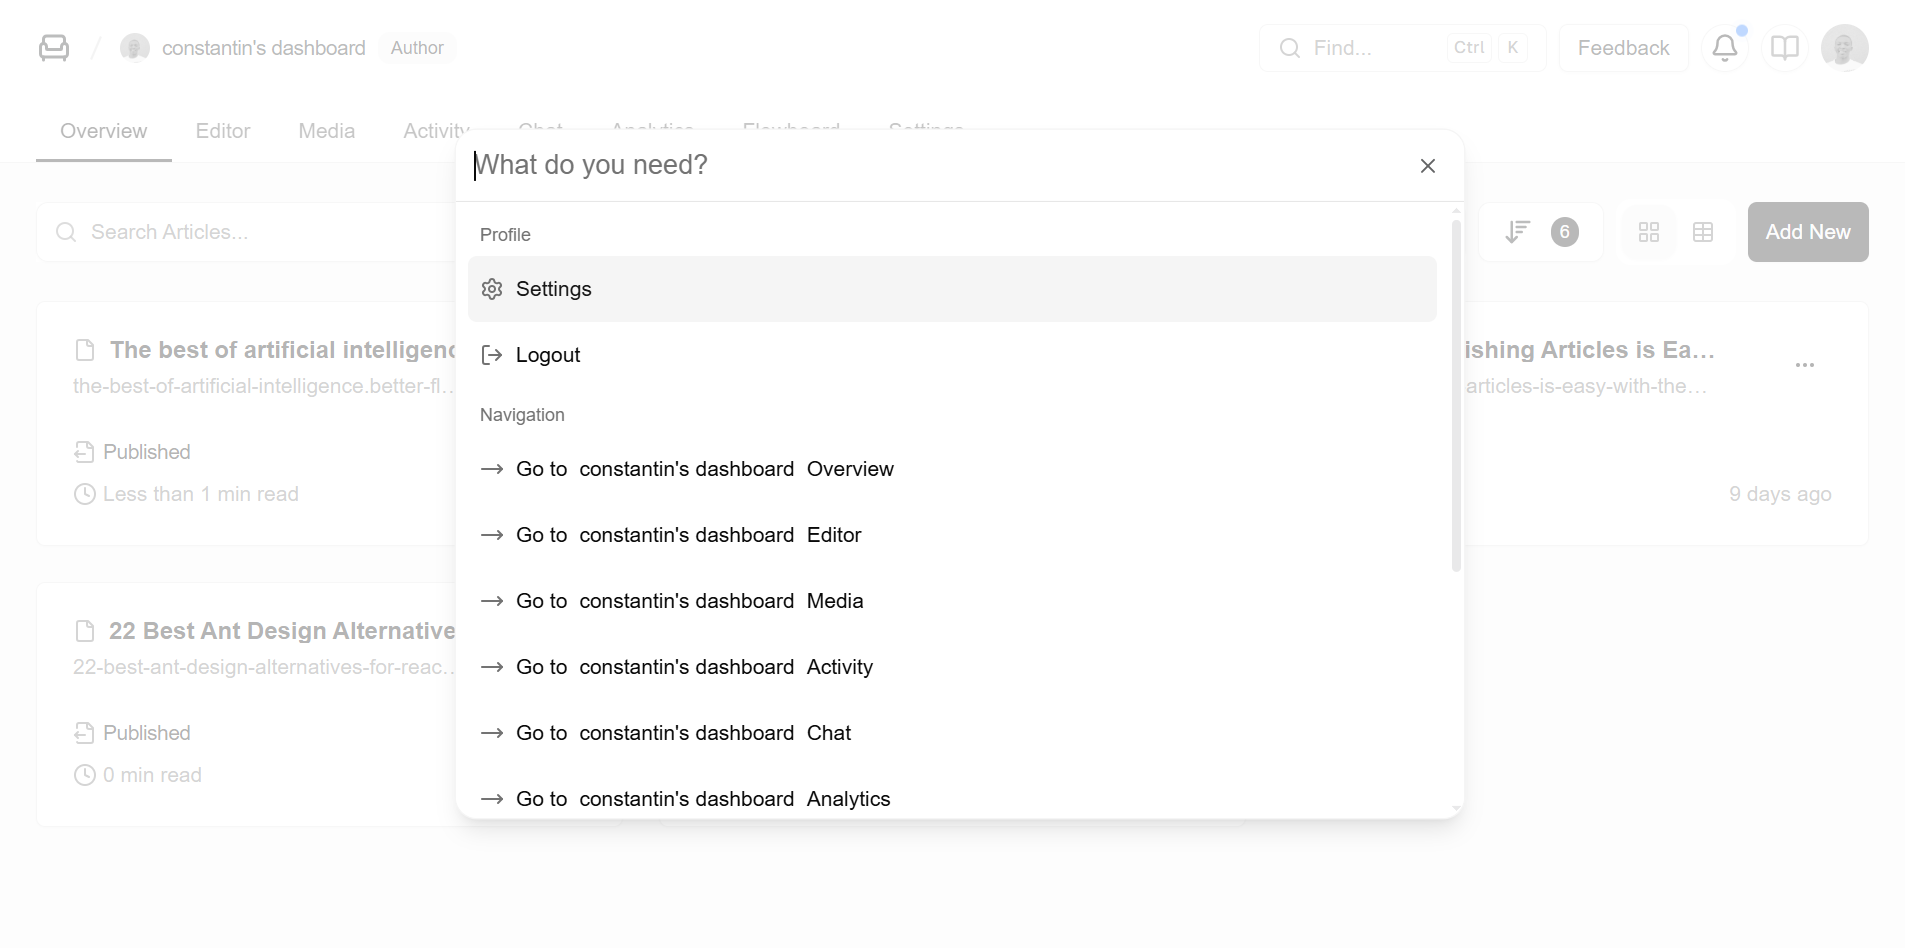 constantin's dashboard Author
Find... Ctrl K Feedback
Overview Editor Media Activity Chat Analytics Flowboard Settings
What do you need?
Search Articles...
6
Add New
Profile
Settings
Logout
Navigation
Go to constantin's dashboard Overview
Go to constantin's dashboard Editor
Go to constantin's dashboard Media
Go to constantin's dashboard Activity
Go to constantin's dashboard Chat
Go to constantin's dashboard Analytics
The best of artificial intelligenc
the-best-of-artificial-intelligence.better-fl...
Published
Less than 1 min read
ishing Articles is Ea...
articles-is-easy-with-the...
9 days ago
22 Best Ant Design Alternative
22-best-ant-design-alternatives-for-reac...
Published
0 min read